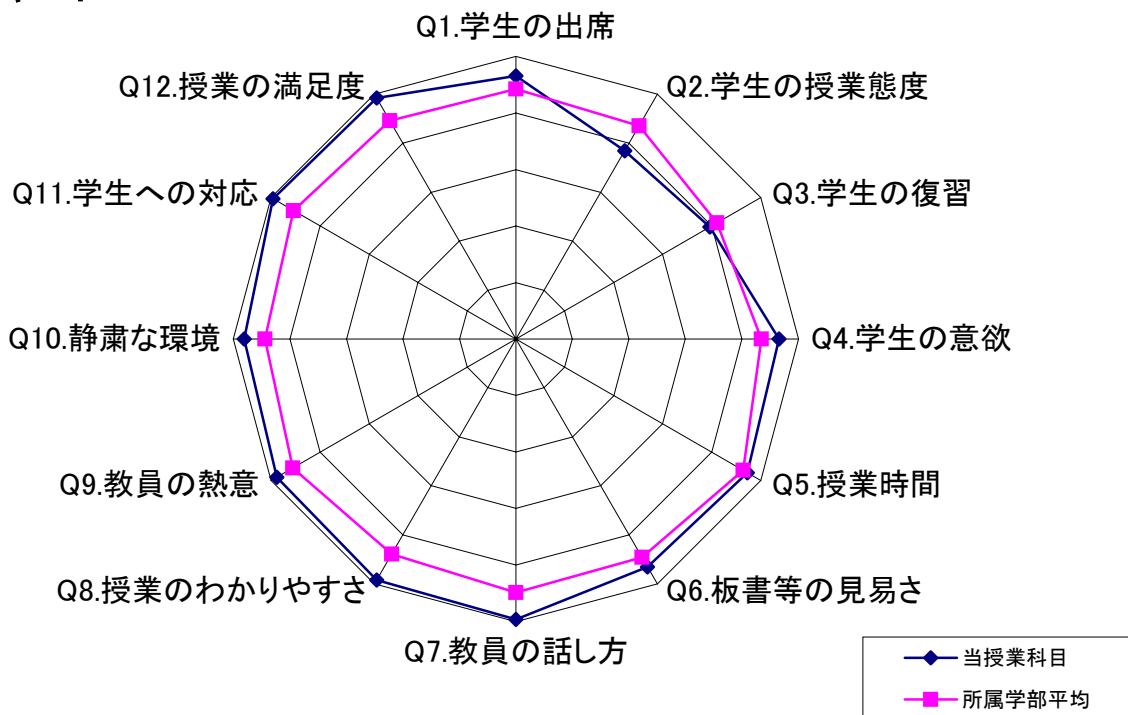 Q1.学生の出席
Q2.学生の授業態度
Q3.学生の復習
Q4.学生の意欲
Q5.授業時間
Q6.板書等の見易さ
Q7.教員の話し方
Q8.授業のわかりやすさ
Q9.教員の熱意
Q10.静粛な環境
Q11.学生への対応
Q12.授業の満足度
当授業科目
所属学部平均